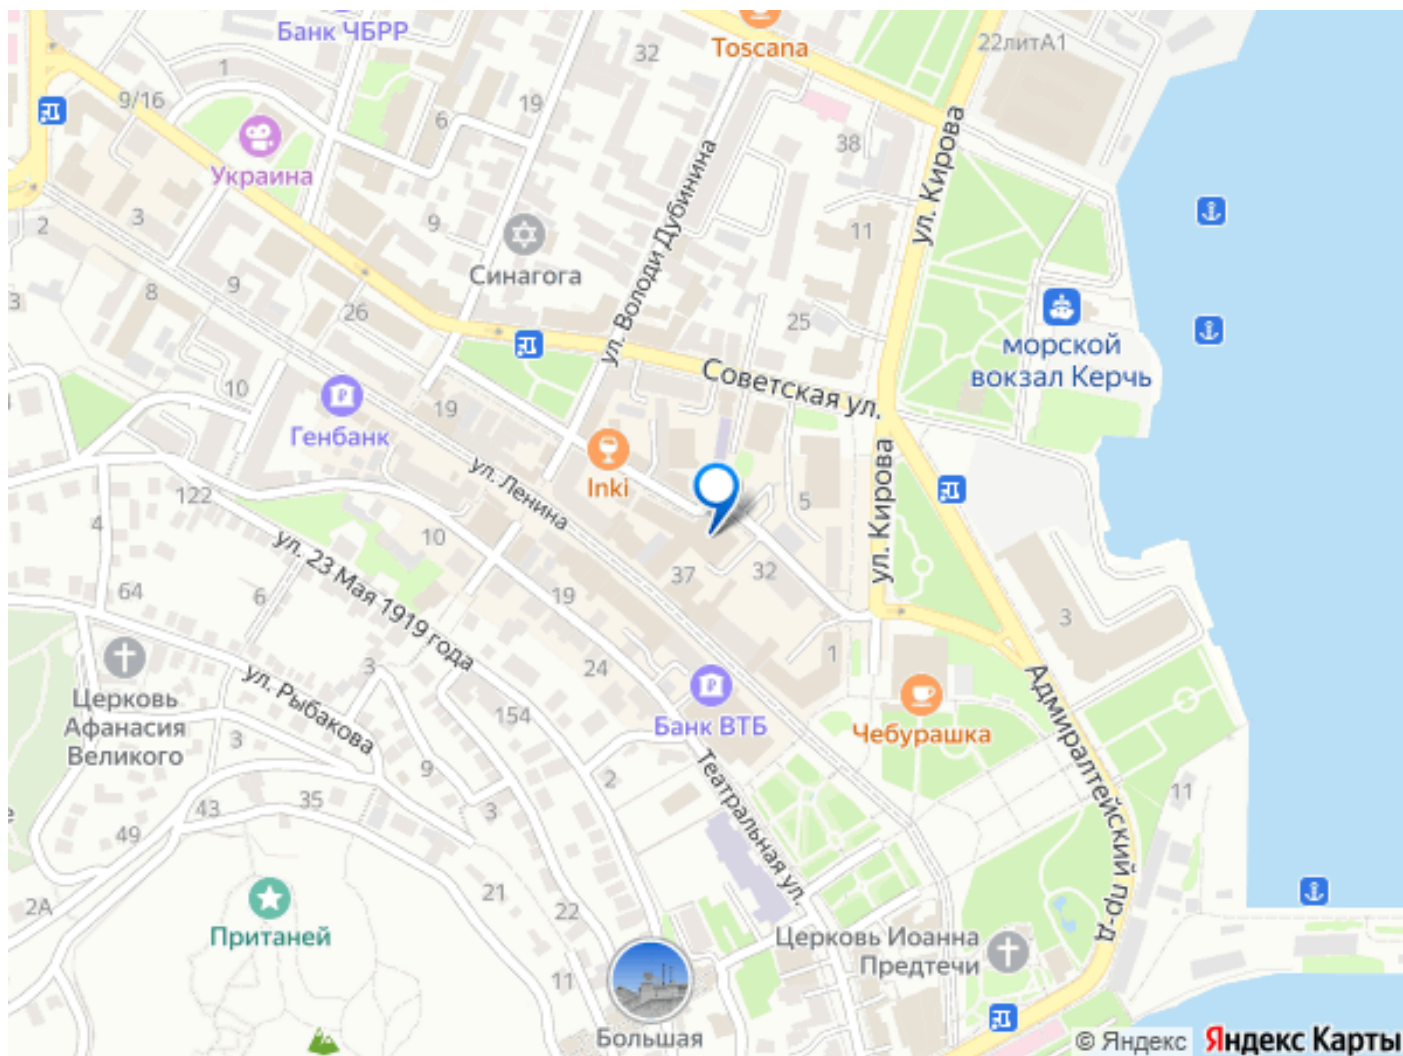 Банк ЧБРР
Toscana
22литА1
32
1
9/16
19
6
38
ул. Кирова
Украина
ул. Володи Дубинина
2
3
9
11
Синагога
3
8
9
26
25
морской
вокзал Керчь
Советская ул.
10
19
Генбанк
Inki
ул. Ленина
122
4
10
5
ул. Кирова
ул. 23 Мая 1919 года
64
6
19
37
32
3
Церковь
Афанасия
Великого
ул. Рыбакова
3
24
1
Адмиралтейский пр-д
154
Банк ВТБ
Чебурашка
3
9
2
Театральная ул.
43
35
3
11
49
2А
21
22
Пританей
Церковь Иоанна
Предтечи
11
Большая
© Яндекс
Яндекс Карты